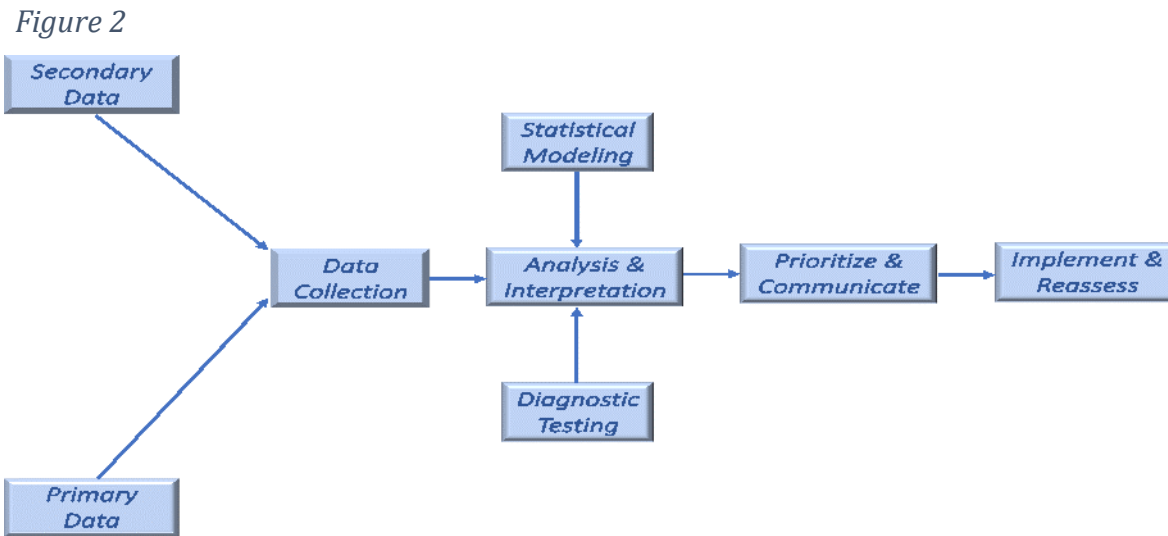 Figure 2
Secondary
Data
Statistical
Modeling
Data
Collection
Analysis &
Interpretation
Prioritize &
Communicate
Implement &
Reassess
Diagnostic
Testing
Primary
Data